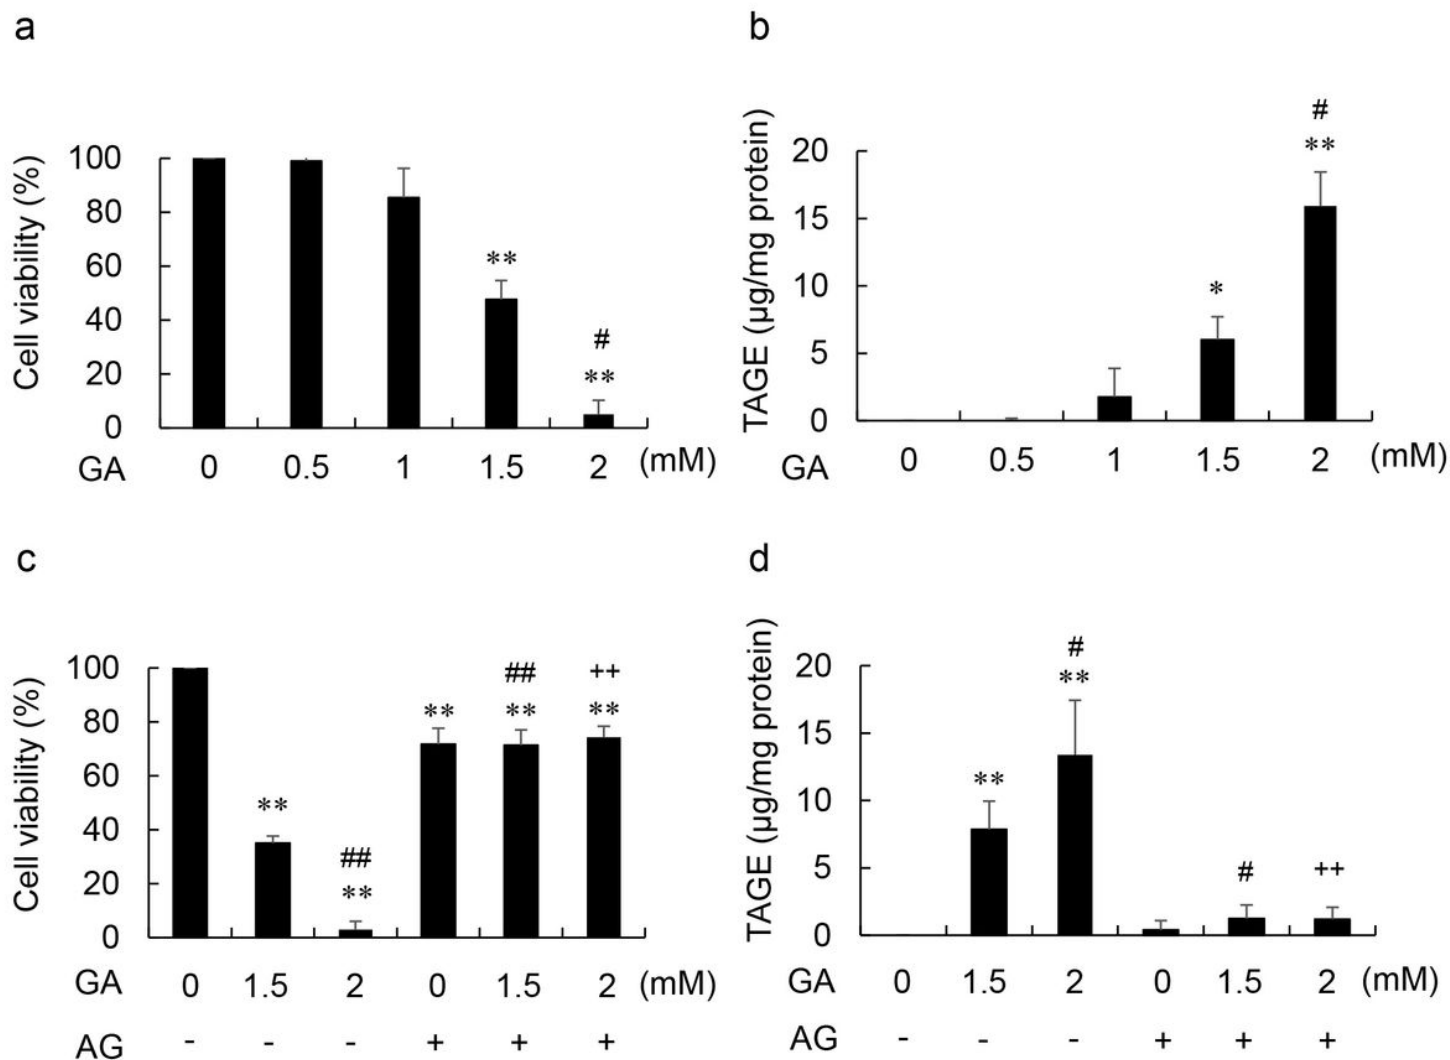 a
Cell viability (%)
100
80
60
40
20
0
**
#
**
GA 0 0.5 1 1.5 2 (mM)
b
TAGE (µg/mg protein)
20
15
10
5
0
*
#
**
GA 0 0.5 1 1.5 2 (mM)
c
Cell viability (%)
100
80
60
40
20
0
**
##
**
**
##
**
++
**
GA 0 1.5 2 0 1.5 2 (mM)
AG - - - + + +
d
TAGE (µg/mg protein)
20
15
10
5
0
**
#
**
#
++
GA 0 1.5 2 0 1.5 2 (mM)
AG - - - + + +